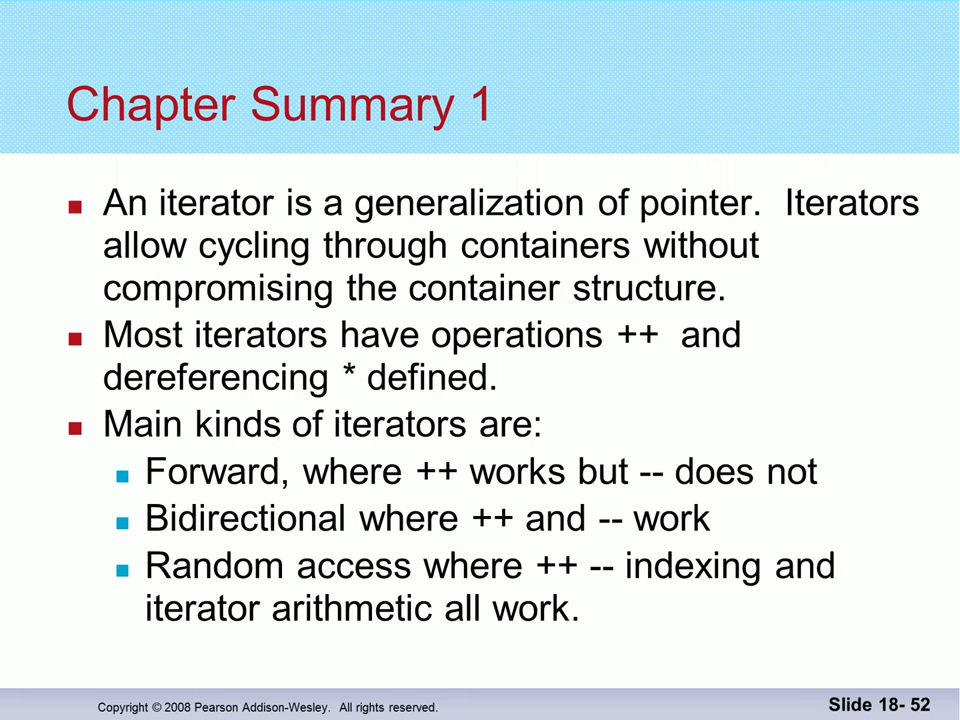 Chapter Summary 1
An iterator is a generalization of pointer. Iterators
allow cycling through containers without
compromising the container structure.
Most iterators have operations ++ and
dereferencing * defined.
Main kinds of iterators are:
Forward, where ++ works but -- does not
Bidirectional where ++ and -- work
Random access where ++ -- indexing and
iterator arithmetic all work.
Copyright © 2008 Pearson Addison-Wesley. All rights reserved.
Slide 18- 52